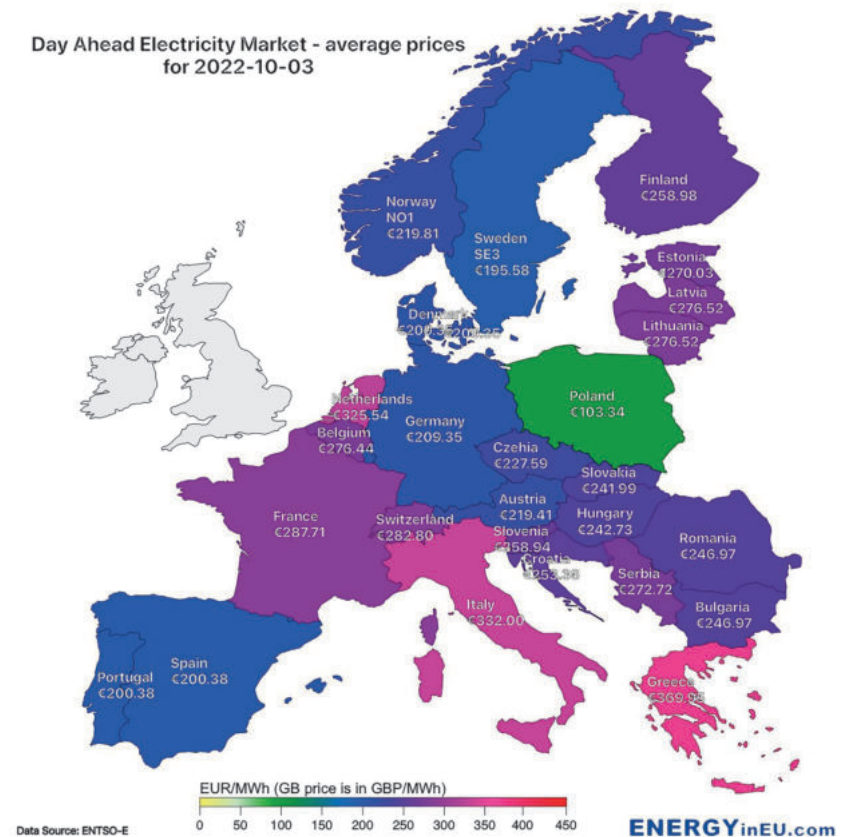 Day Ahead Electricity Market - average prices
for 2022-10-03
Norway
NO1
€219.81
Sweden
SE3
€195.58
Finland
€258.98
Estonia
€270.03
Latvia
€276.52
Lithuania
€276.52
Denmark
€200.35
Netherlands
€325.54
Belgium
€276.44
Germany
€209.35
Poland
€103.34
Czehia
€227.59
Slovakia
€241.99
Austria
€219.41
Hungary
€242.73
France
€287.71
Switzerland
€282.80
Slovenia
Croatia
Romania
€246.97
Serbia
€272.72
Bulgaria
€246.97
Italy
€332.00
Portugal
€200.38
Spain
€200.38
Greece
€369.95
EUR/MWh (GB price is in GBP/MWh)
0 50 100 150 200 250 300 350 400 450
Data Source: ENTSO-E
ENERGYinEU.com